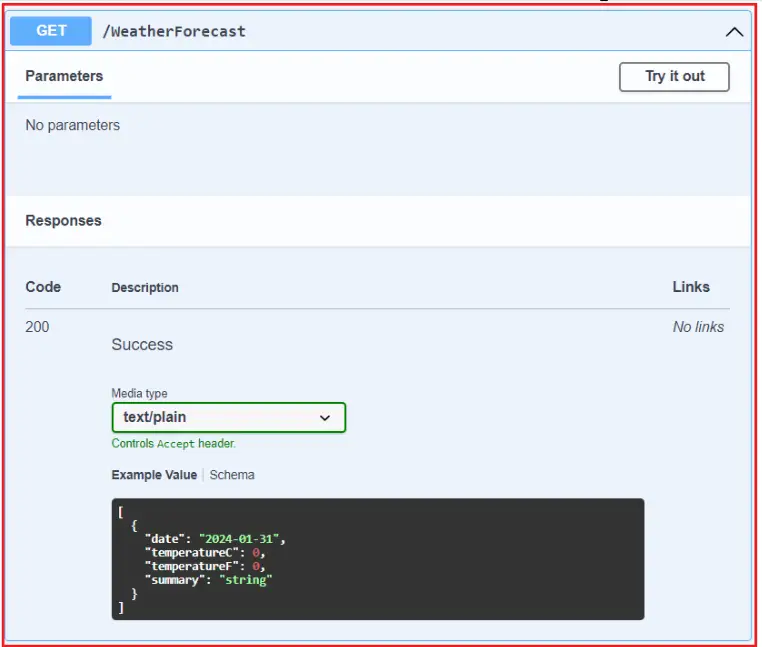 GET /WeatherForecast
Parameters Try it out
No parameters
Responses
Code Description Links
200 Success No links
Media type
text/plain
Controls Accept header.
Example Value Schema
[
{
"date": "2024-01-31",
"temperatureC": 0,
"temperatureF": 0,
"summary": "string"
}
]